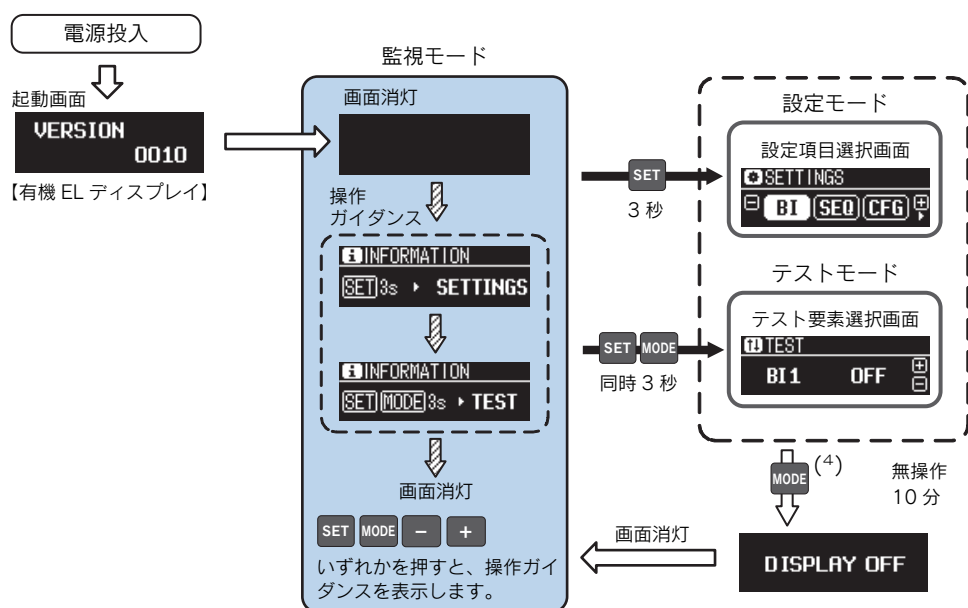 電源投入
起動画面
VERSION
0010
【有機 EL ディスプレイ】
監視モード
画面消灯
操作
ガイダンス
i INFORMATION
SET 3s ▸ SETTINGS
i INFORMATION
SET MODE 3s ▸ TEST
画面消灯
SET MODE − +
いずれかを押すと、操作ガイ
ダンスを表示します。
SET
3 秒
SET MODE
同時 3 秒
設定モード
設定項目選択画面
SETTINGS
− BI SEQ CFG +
テストモード
テスト要素選択画面
TEST
BI1 OFF + −
MODE (4)
無操作
10 分
画面消灯
DISPLAY OFF